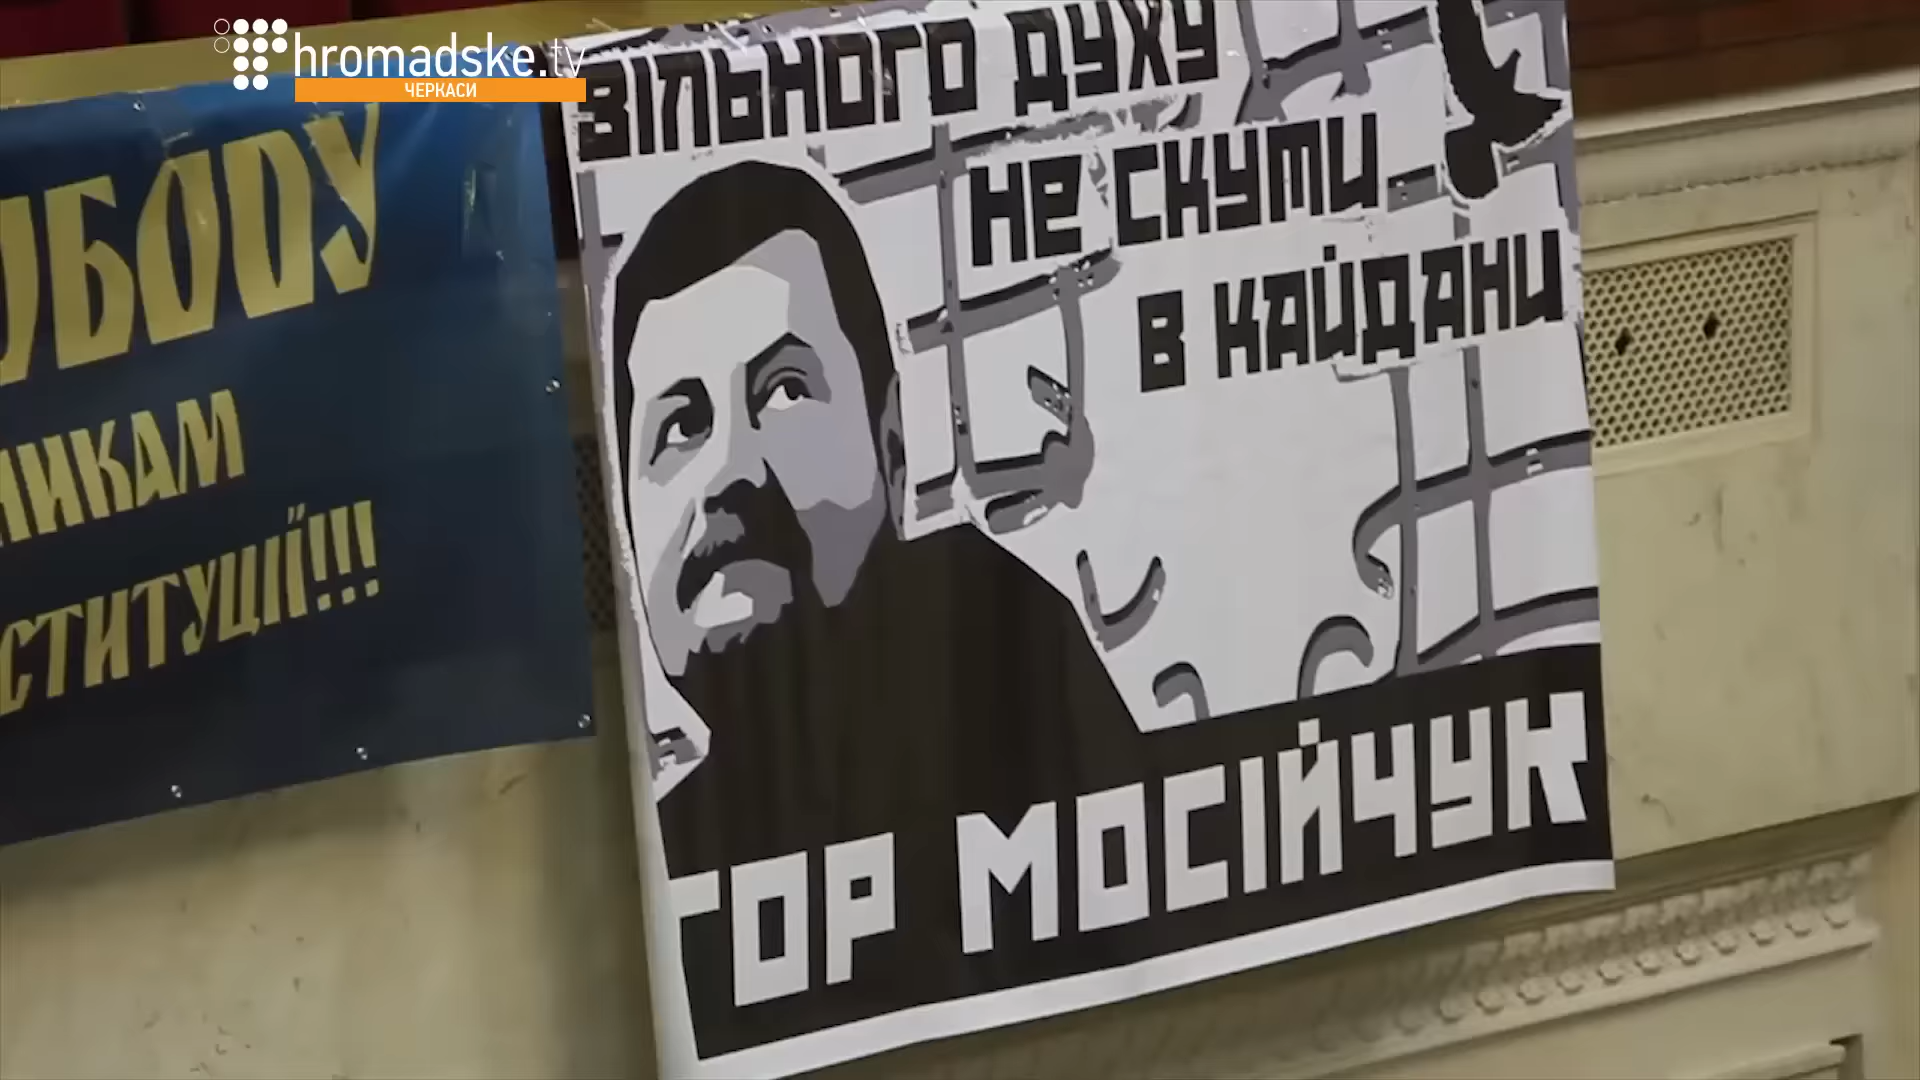 hromadske.tv
ЧЕРКАСИ
ОБОДУ
НИКАМ
СТИТУЦІЇ!!!
ВІЛЬНОГО ДУХУ
НЕ СКУТИ
В КАЙДАНИ
ГОР МОСІЙЧУК